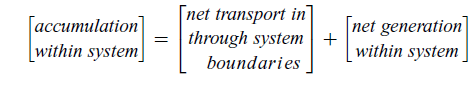 [accumulation within system] = [net transport in through system boundaries] + [net generation within system]